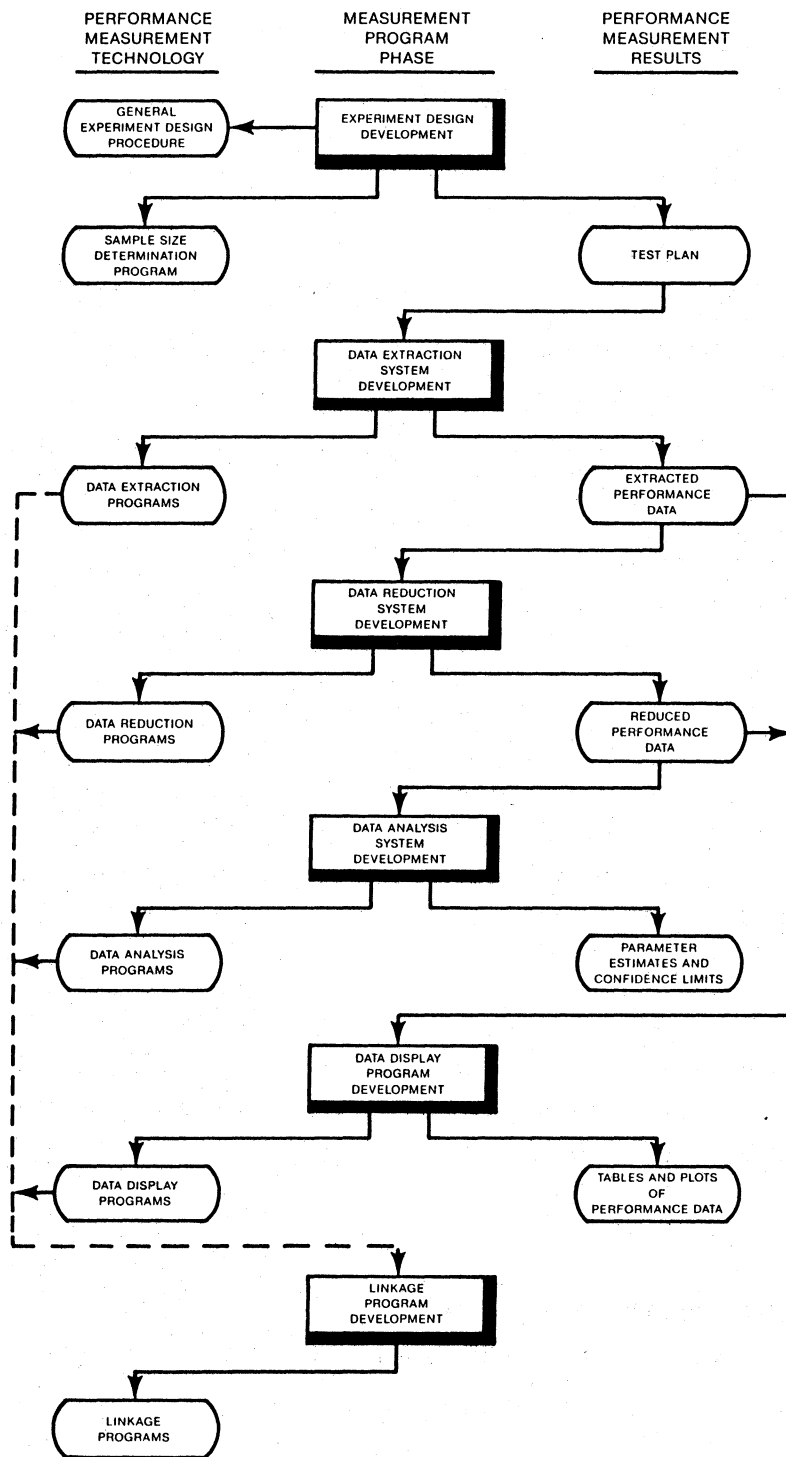 PERFORMANCE
MEASUREMENT
TECHNOLOGY
MEASUREMENT
PROGRAM
PHASE
PERFORMANCE
MEASUREMENT
RESULTS
GENERAL
EXPERIMENT DESIGN
PROCEDURE
EXPERIMENT DESIGN
DEVELOPMENT
SAMPLE SIZE
DETERMINATION
PROGRAM
TEST PLAN
DATA EXTRACTION
SYSTEM
DEVELOPMENT
DATA EXTRACTION
PROGRAMS
EXTRACTED
PERFORMANCE
DATA
DATA REDUCTION
SYSTEM
DEVELOPMENT
DATA REDUCTION
PROGRAMS
REDUCED
PERFORMANCE
DATA
DATA ANALYSIS
SYSTEM
DEVELOPMENT
DATA ANALYSIS
PROGRAMS
PARAMETER
ESTIMATES AND
CONFIDENCE LIMITS
DATA DISPLAY
PROGRAM
DEVELOPMENT
DATA DISPLAY
PROGRAMS
TABLES AND PLOTS
OF
PERFORMANCE DATA
LINKAGE
PROGRAM
DEVELOPMENT
LINKAGE
PROGRAMS